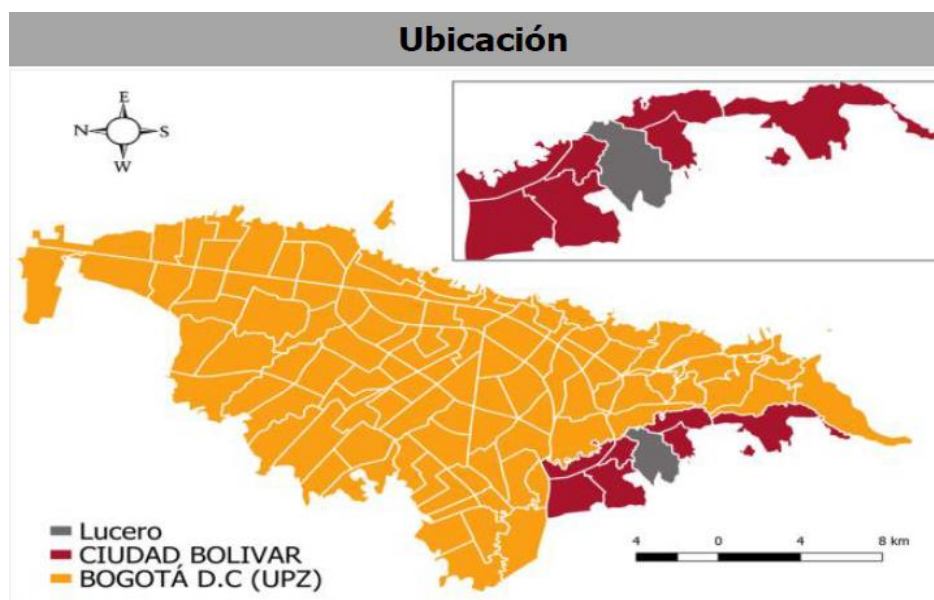 Ubicación
E
N S
W
Lucero
CIUDAD BOLIVAR
BOGOTÁ D.C (UPZ)
4 0 4 8 km